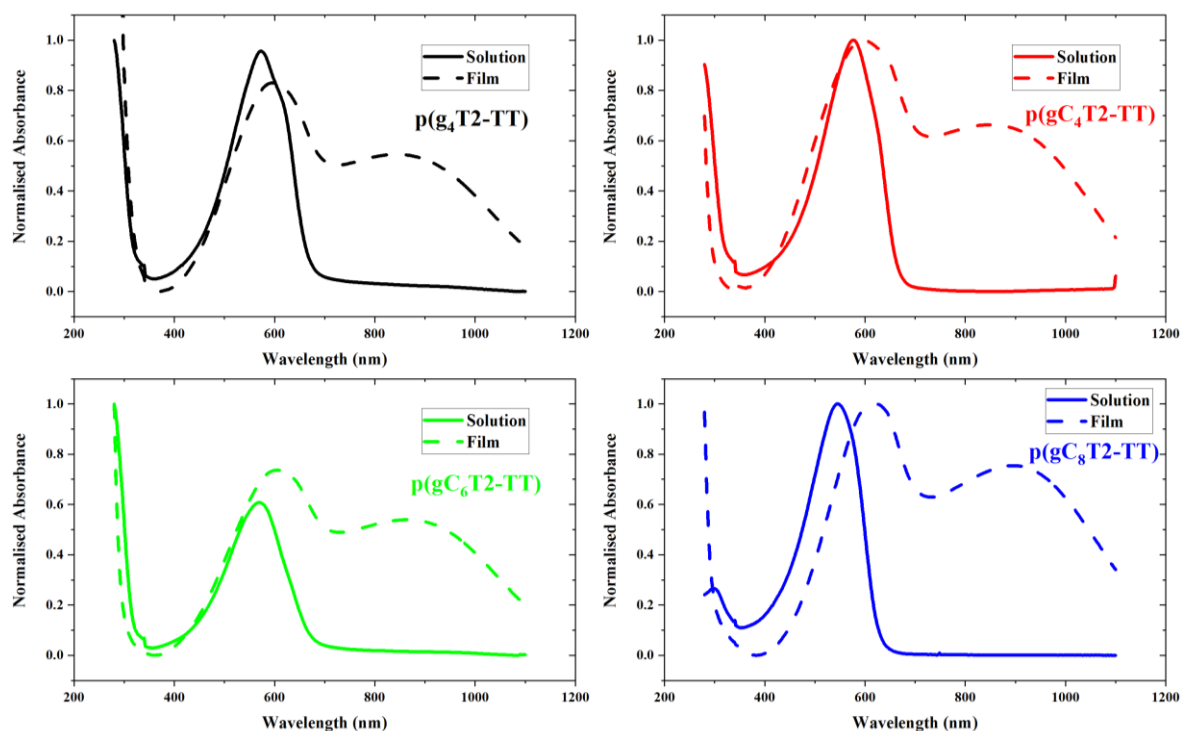 1.0
0.8
0.6
0.4
0.2
0.0
Normalised Absorbance
Solution
Film
p(g₄T2-TT)
200 400 600 800 1000 1200
Wavelength (nm)
1.0
0.8
0.6
0.4
0.2
0.0
Normalised Absorbance
Solution
Film
p(gC₄T2-TT)
200 400 600 800 1000 1200
Wavelength (nm)
1.0
0.8
0.6
0.4
0.2
0.0
Normalised Absorbance
Solution
Film
p(gC₆T2-TT)
200 400 600 800 1000 1200
Wavelength (nm)
1.0
0.8
0.6
0.4
0.2
0.0
Normalised Absorbance
Solution
Film
p(gC₈T2-TT)
200 400 600 800 1000 1200
Wavelength (nm)